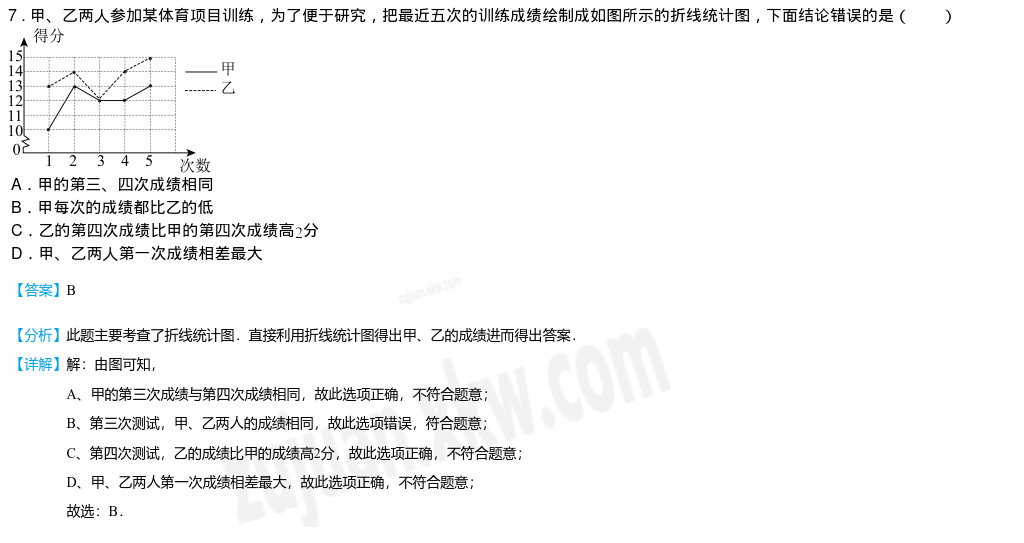 7．甲、乙两人参加某体育项目训练，为了便于研究，把最近五次的训练成绩绘制成如图所示的折线统计图，下面结论错误的是（　　）
得分
15
14
13
12
11
10
0
甲
乙
1 2 3 4 5 次数
A．甲的第三、四次成绩相同
B．甲每次的成绩都比乙的低
C．乙的第四次成绩比甲的第四次成绩高2分
D．甲、乙两人第一次成绩相差最大
【答案】B
【分析】此题主要考查了折线统计图．直接利用折线统计图得出甲、乙的成绩进而得出答案．
【详解】解：由图可知，
A、甲的第三次成绩与第四次成绩相同，故此选项正确，不符合题意；
B、第三次测试，甲、乙两人的成绩相同，故此选项错误，符合题意；
C、第四次测试，乙的成绩比甲的成绩高2分，故此选项正确，不符合题意；
D、甲、乙两人第一次成绩相差最大，故此选项正确，不符合题意；
故选：B．
zujuan.xkw.com
zujuan.xkw.com